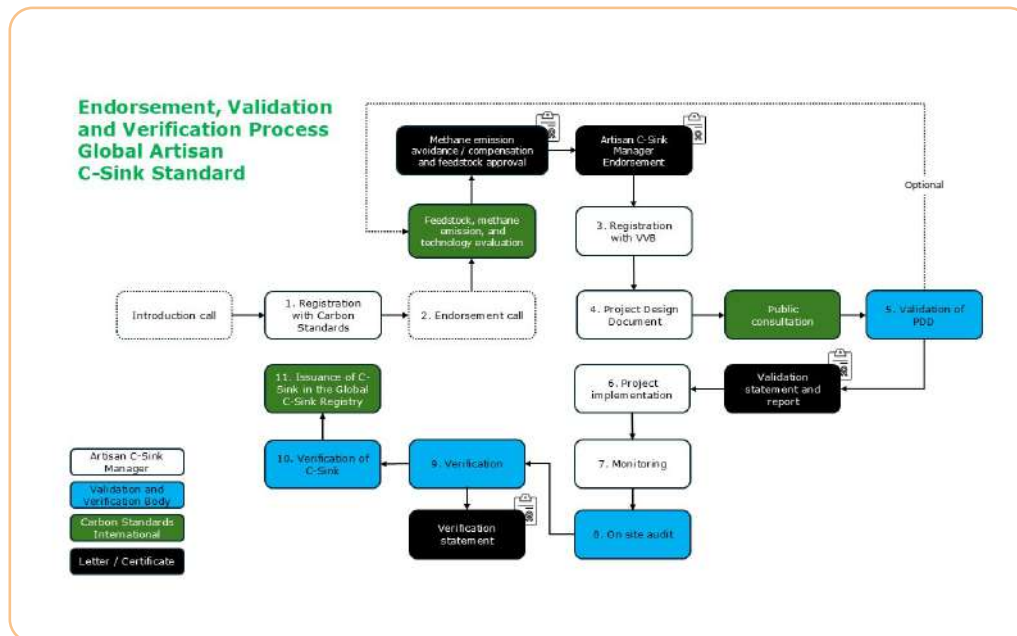 Endorsement, Validation
and Verification Process
Global Artisan
C-Sink Standard
Methane emission
avoidance / compensation
and feedstock approval
Artisan C-Sink
Manager
Endorsement
Optional
Feedstock, methane
emission, and
technology evaluation
3. Registration
with VVB
Introduction call
1. Registration
with Carbon
Standards
2. Endorsement call
4. Project Design
Document
Public
consultation
5. Validation of
PDD
11. Issuance of C-
Sink in the Global
C-Sink Registry
6. Project
implementation
Validation
statement and
report
10. Verification of
C-Sink
9. Verification
7. Monitoring
Verification
statement
8. On site audit
Artisan C-Sink
Manager
Validation and
Verification Body
Carbon Standards
International
Letter / Certificate